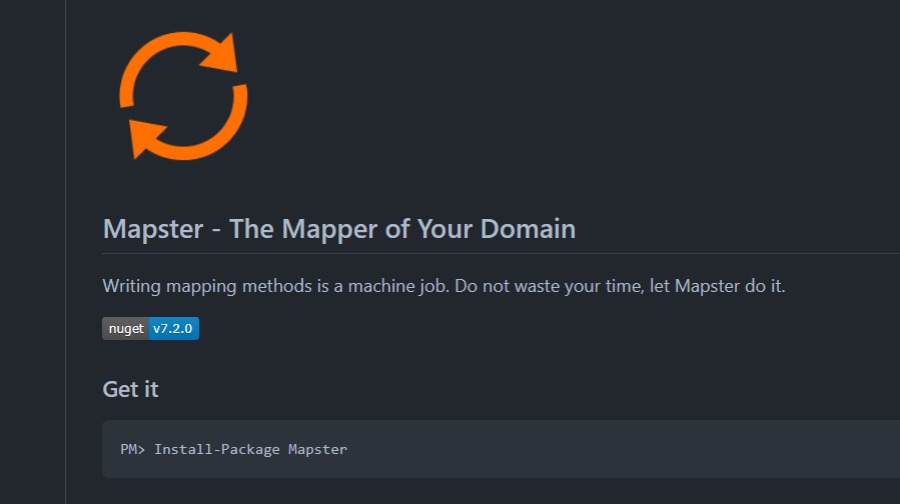 Mapster - The Mapper of Your Domain
Writing mapping methods is a machine job. Do not waste your time, let Mapster do it.
nuget v7.2.0
Get it
PM> Install-Package Mapster